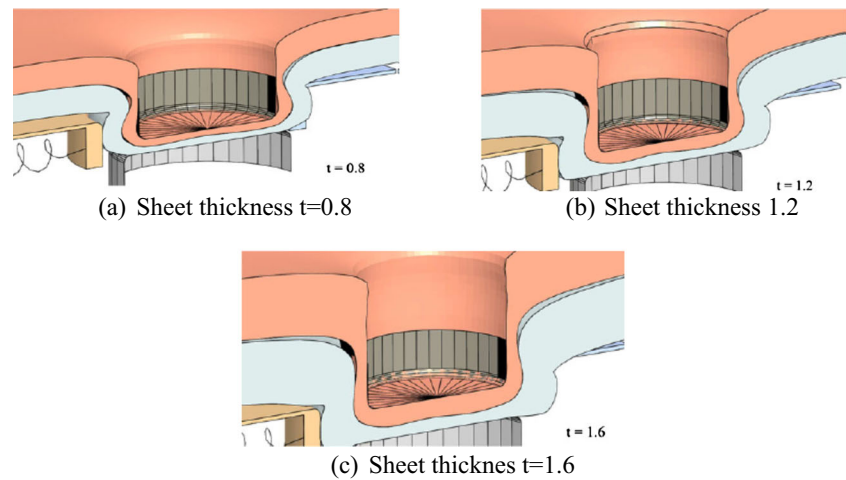 t = 0.8
t = 1.2
(a) Sheet thickness t=0.8
(b) Sheet thickness 1.2
t = 1.6
(c) Sheet thicknes t=1.6